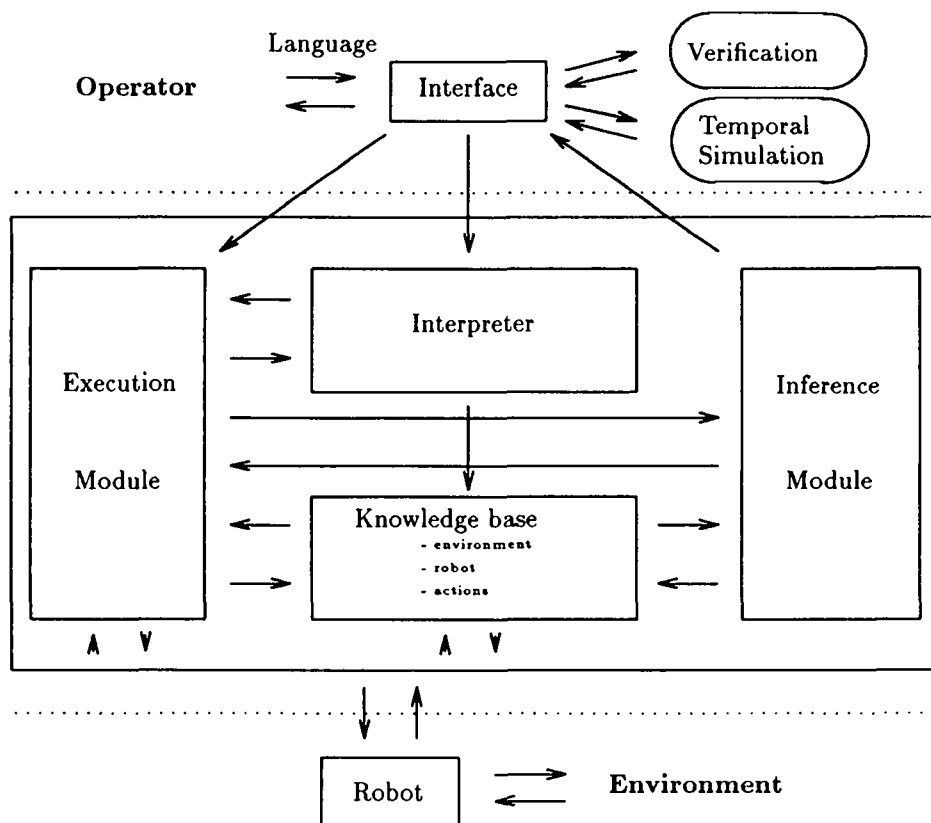 Language
Operator
Interface
Verification
Temporal
Simulation
Execution
Module
Interpreter
Inference
Module
Knowledge base
- environment
- robot
- actions
Robot
Environment